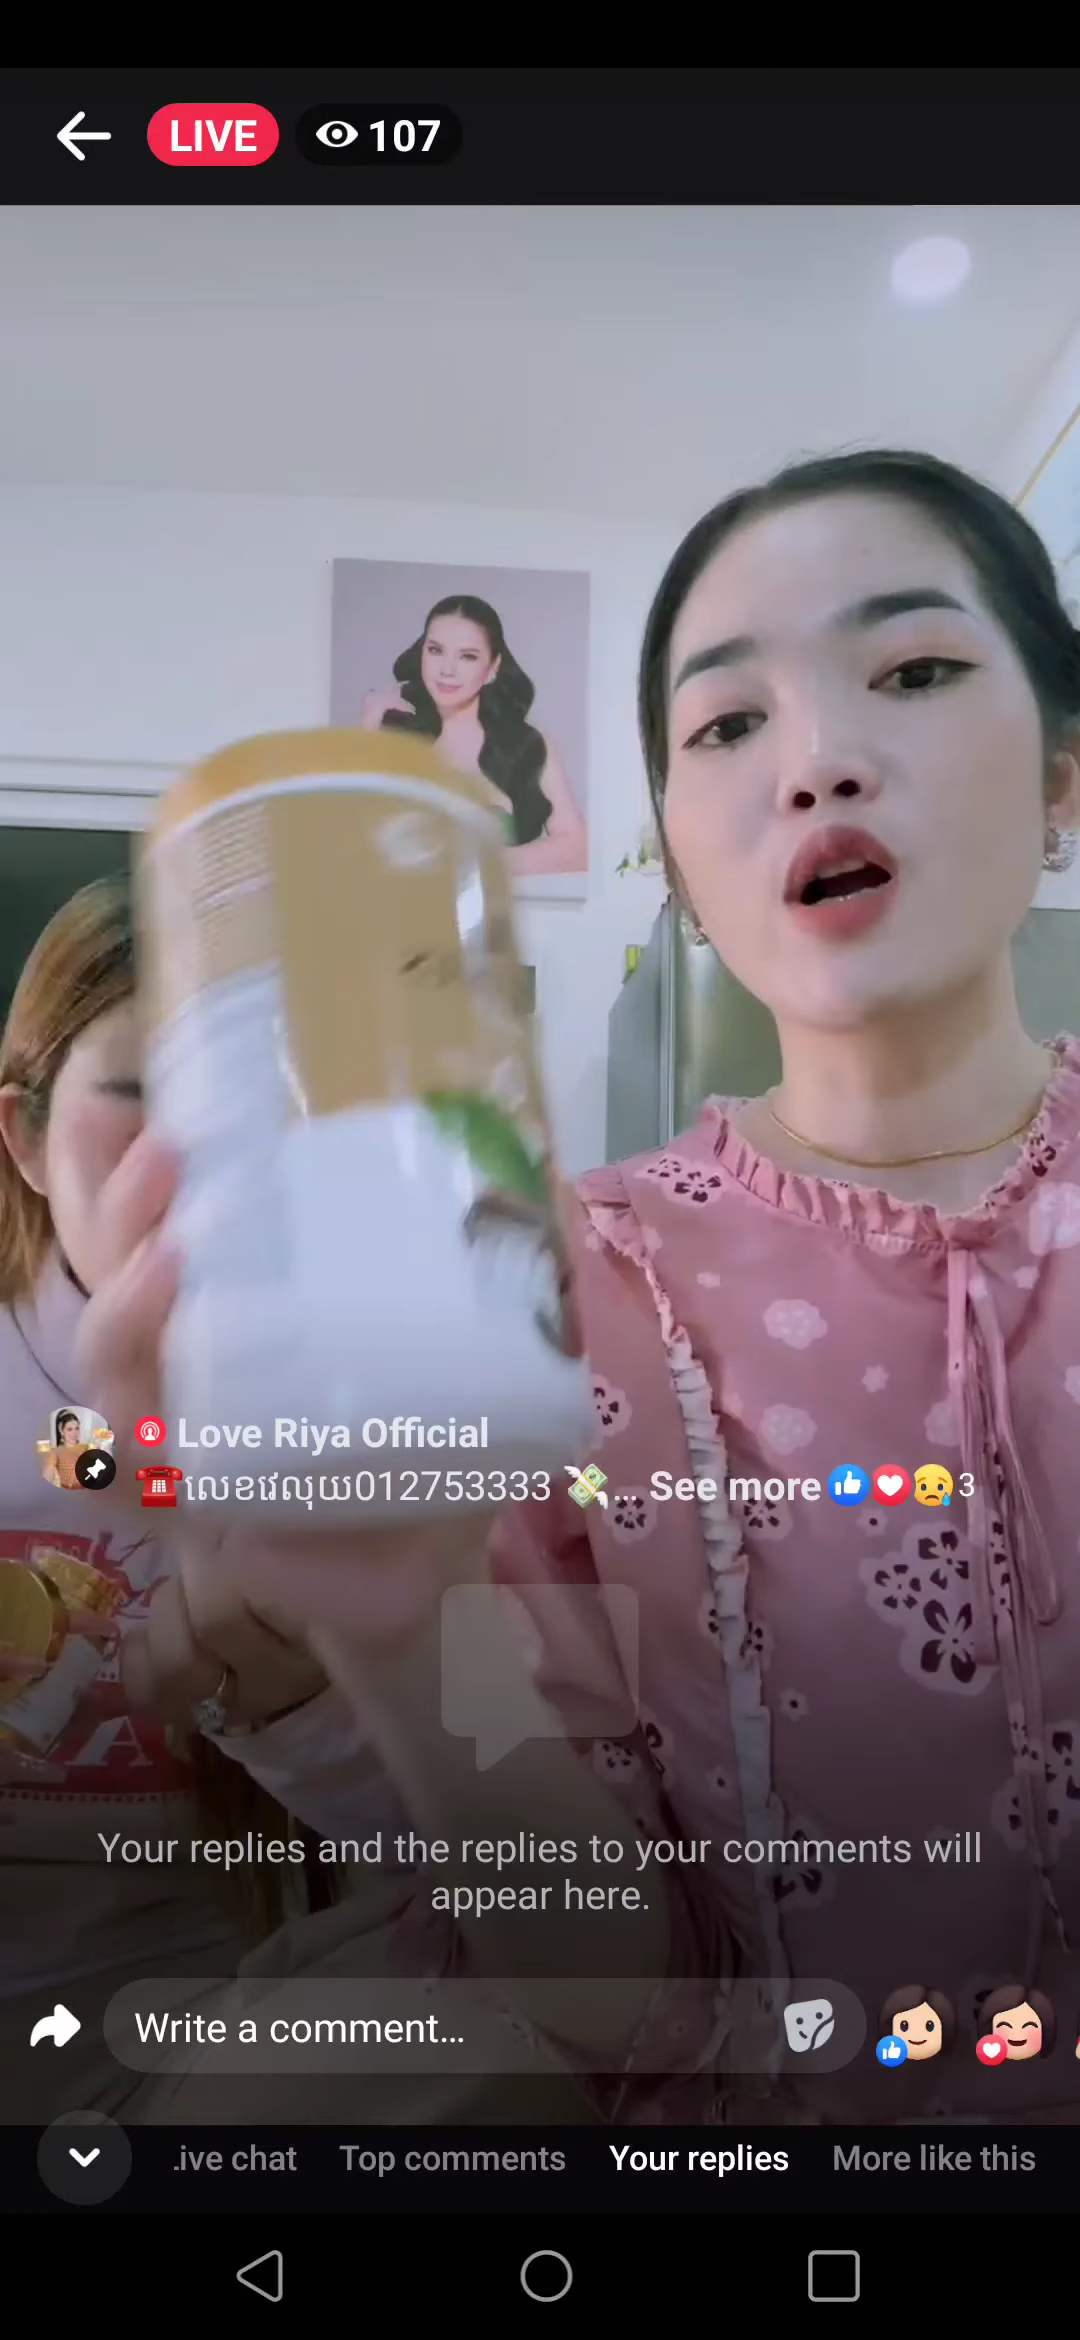 LIVE 107
Love Riya Official
☎️លេខវេលុយ012753333 💸... See more 3
Your replies and the replies to your comments will
appear here.
Write a comment...
ive chat Top comments Your replies More like this
A